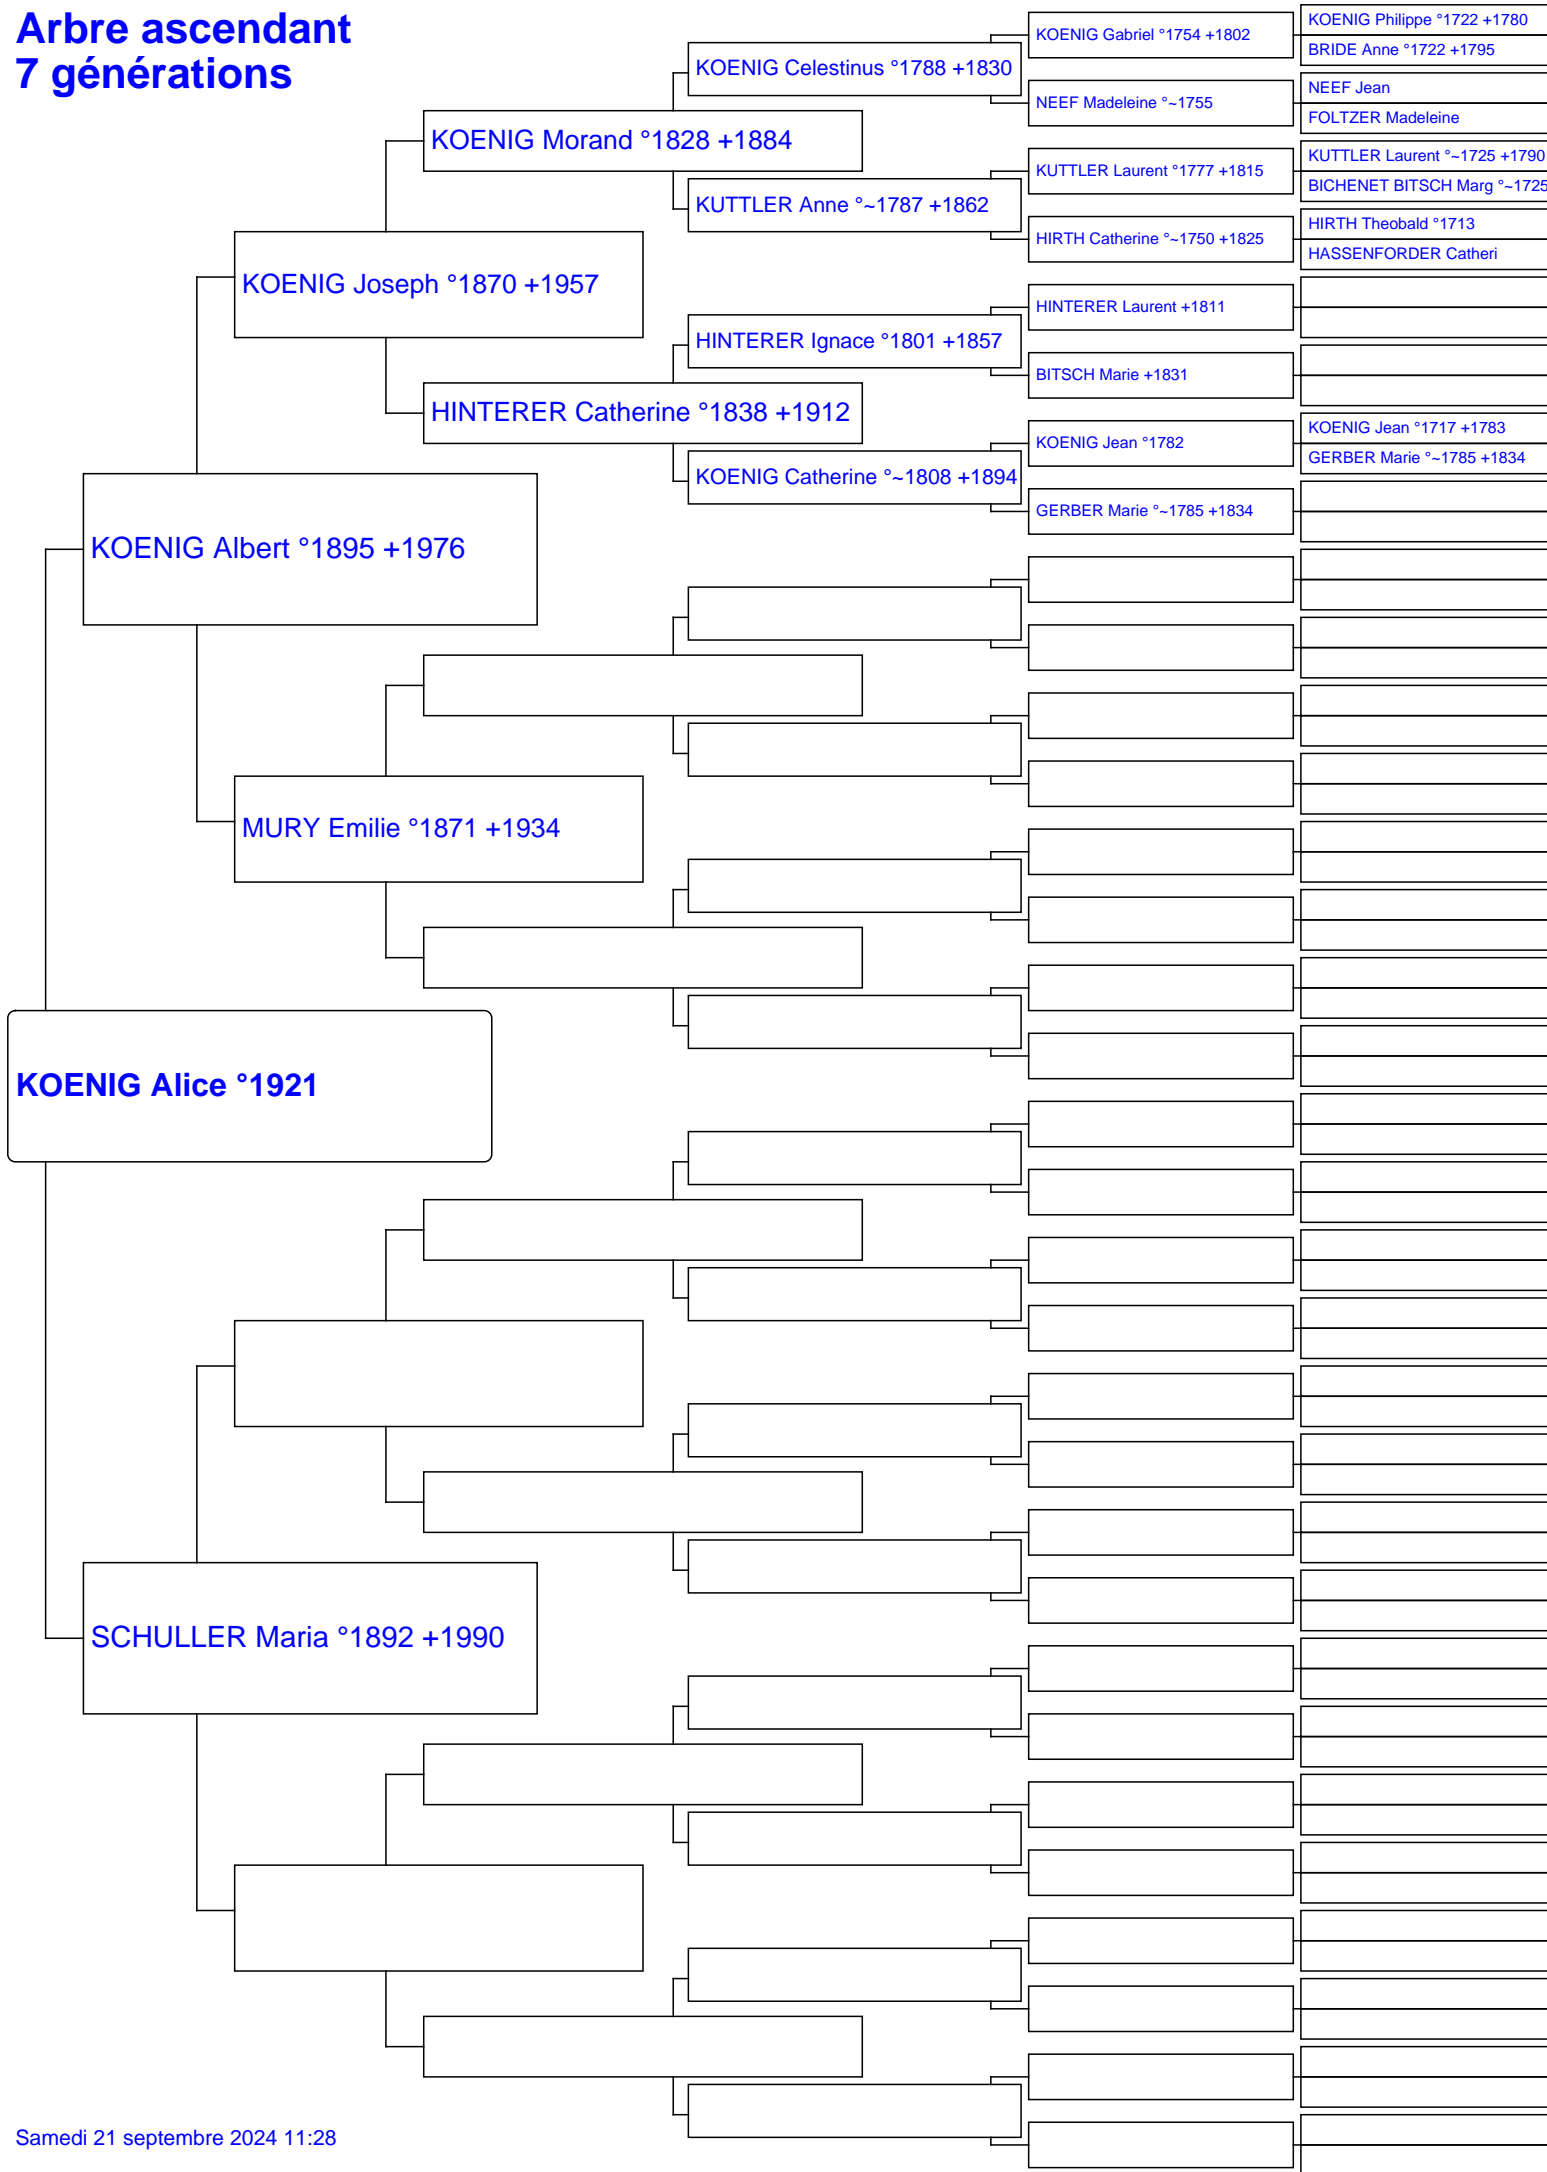 Arbre ascendant
7 générations
KOENIG Philippe °1722 +1780
KOENIG Gabriel °1754 +1802
BRIDE Anne °1722 +1795
KOENIG Celestinus °1788 +1830
NEEF Jean
NEEF Madeleine °~1755
FOLTZER Madeleine
KOENIG Morand °1828 +1884
KUTTLER Laurent °~1725 +1790
KUTTLER Laurent °1777 +1815
BICHENET BITSCH Marg °~1725
KUTTLER Anne °~1787 +1862
HIRTH Theobald °1713
HIRTH Catherine °~1750 +1825
HASSENFORDER Catheri
KOENIG Joseph °1870 +1957
HINTERER Laurent +1811
HINTERER Ignace °1801 +1857
BITSCH Marie +1831
HINTERER Catherine °1838 +1912
KOENIG Jean °1717 +1783
KOENIG Jean °1782
GERBER Marie °~1785 +1834
KOENIG Catherine °~1808 +1894
GERBER Marie °~1785 +1834
KOENIG Albert °1895 +1976
MURY Emilie °1871 +1934
KOENIG Alice °1921
SCHULLER Maria °1892 +1990
Samedi 21 septembre 2024 11:28